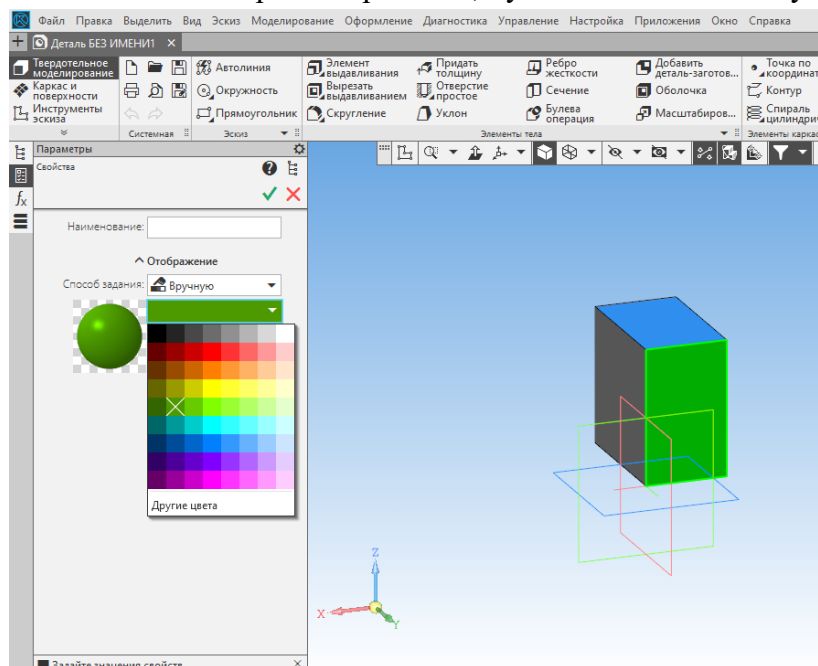 Файл Правка Выделить Вид Эскиз Моделирование Оформление Диагностика Управление Настройка Приложения Окно Справка
Деталь БЕЗ ИМЕНИ1
Твердотельное моделирование
Каркас и поверхности
Инструменты эскиза
Системная
Автолиния
Окружность
Прямоугольник
Эскиз
Элемент выдавливания
Вырезать выдавливанием
Скругление
Придать толщину
Отверстие простое
Уклон
Ребро жесткости
Сечение
Булева операция
Добавить деталь-заготов...
Оболочка
Масштабиров...
Элементы тела
Точка по
Контур
Спираль
Элементы
Параметры
Свойства
fx
Наименование:
Отображение
Способ задания: Вручную
Другие цвета
Z
X
Y
Задайте значения свойств